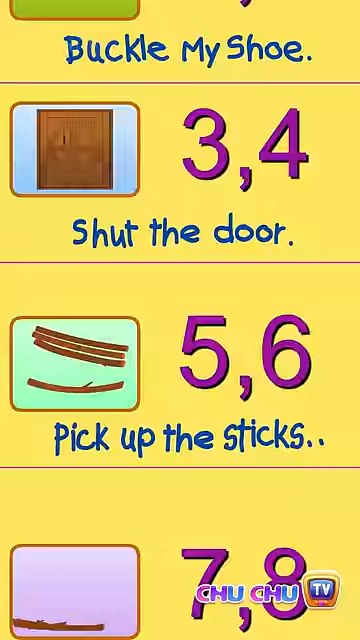 Buckle My Shoe.
3,4
Shut the door.
5,6
Pick up the sticks..
7,8
CHU CHU TV